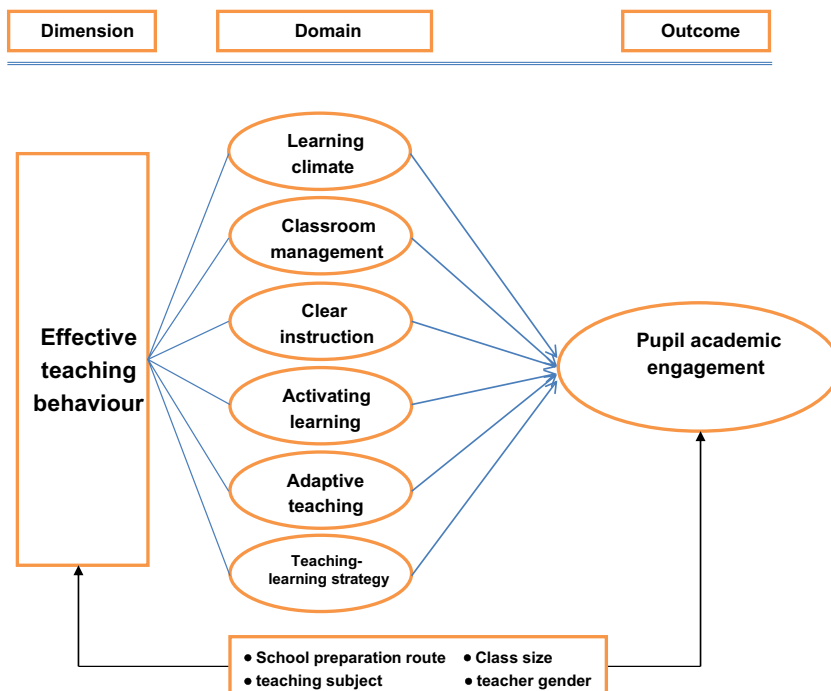 Dimension
Domain
Outcome
Learning
climate
Classroom
management
Clear
instruction
Activating
learning
Adaptive
teaching
Teaching-
learning strategy
Effective
teaching
behaviour
Pupil academic
engagement
● School preparation route ● Class size
● teaching subject ● teacher gender